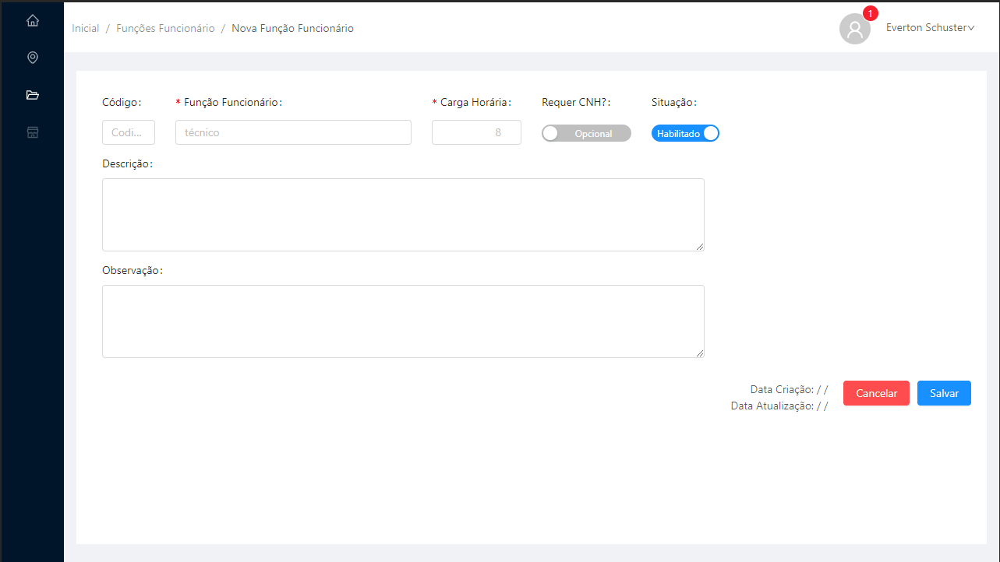 Inicial / Funções Funcionário / Nova Função Funcionário
1
Everton Schuster
Código: * Função Funcionário: * Carga Horária: Requer CNH?: Situação:
Codi... técnico 8 Opcional Habilitado
Descrição:
Observação:
Data Criação: / /
Data Atualização: / /
Cancelar Salvar